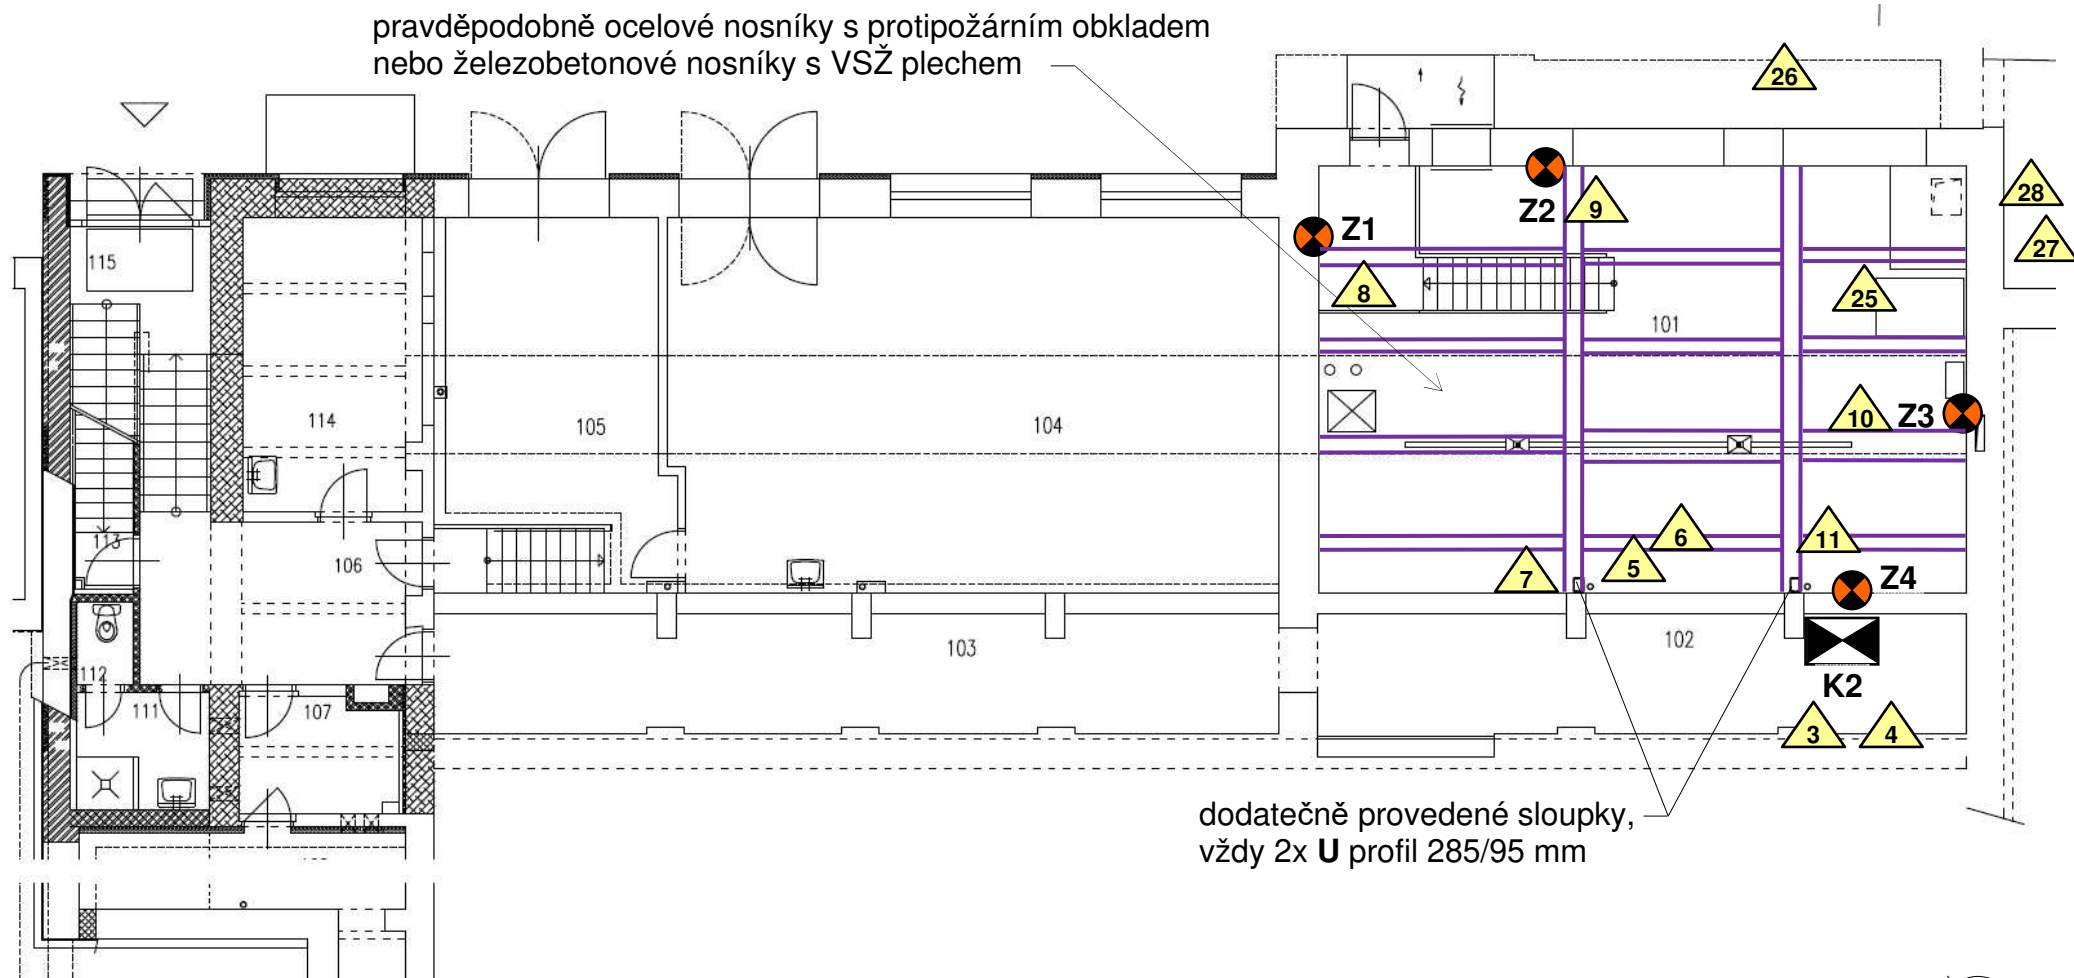 pravděpodobně ocelové nosníky s protipožárním obkladem
nebo železobetonové nosníky s VSŽ plechem
26
28
27
Z2
9
Z1
8
25
115
101
114
105
104
10
Z3
113
106
6
11
7
5
Z4
103
102
112
K2
111
107
3
4
dodatečně provedené sloupky,
vždy 2x U profil 285/95 mm